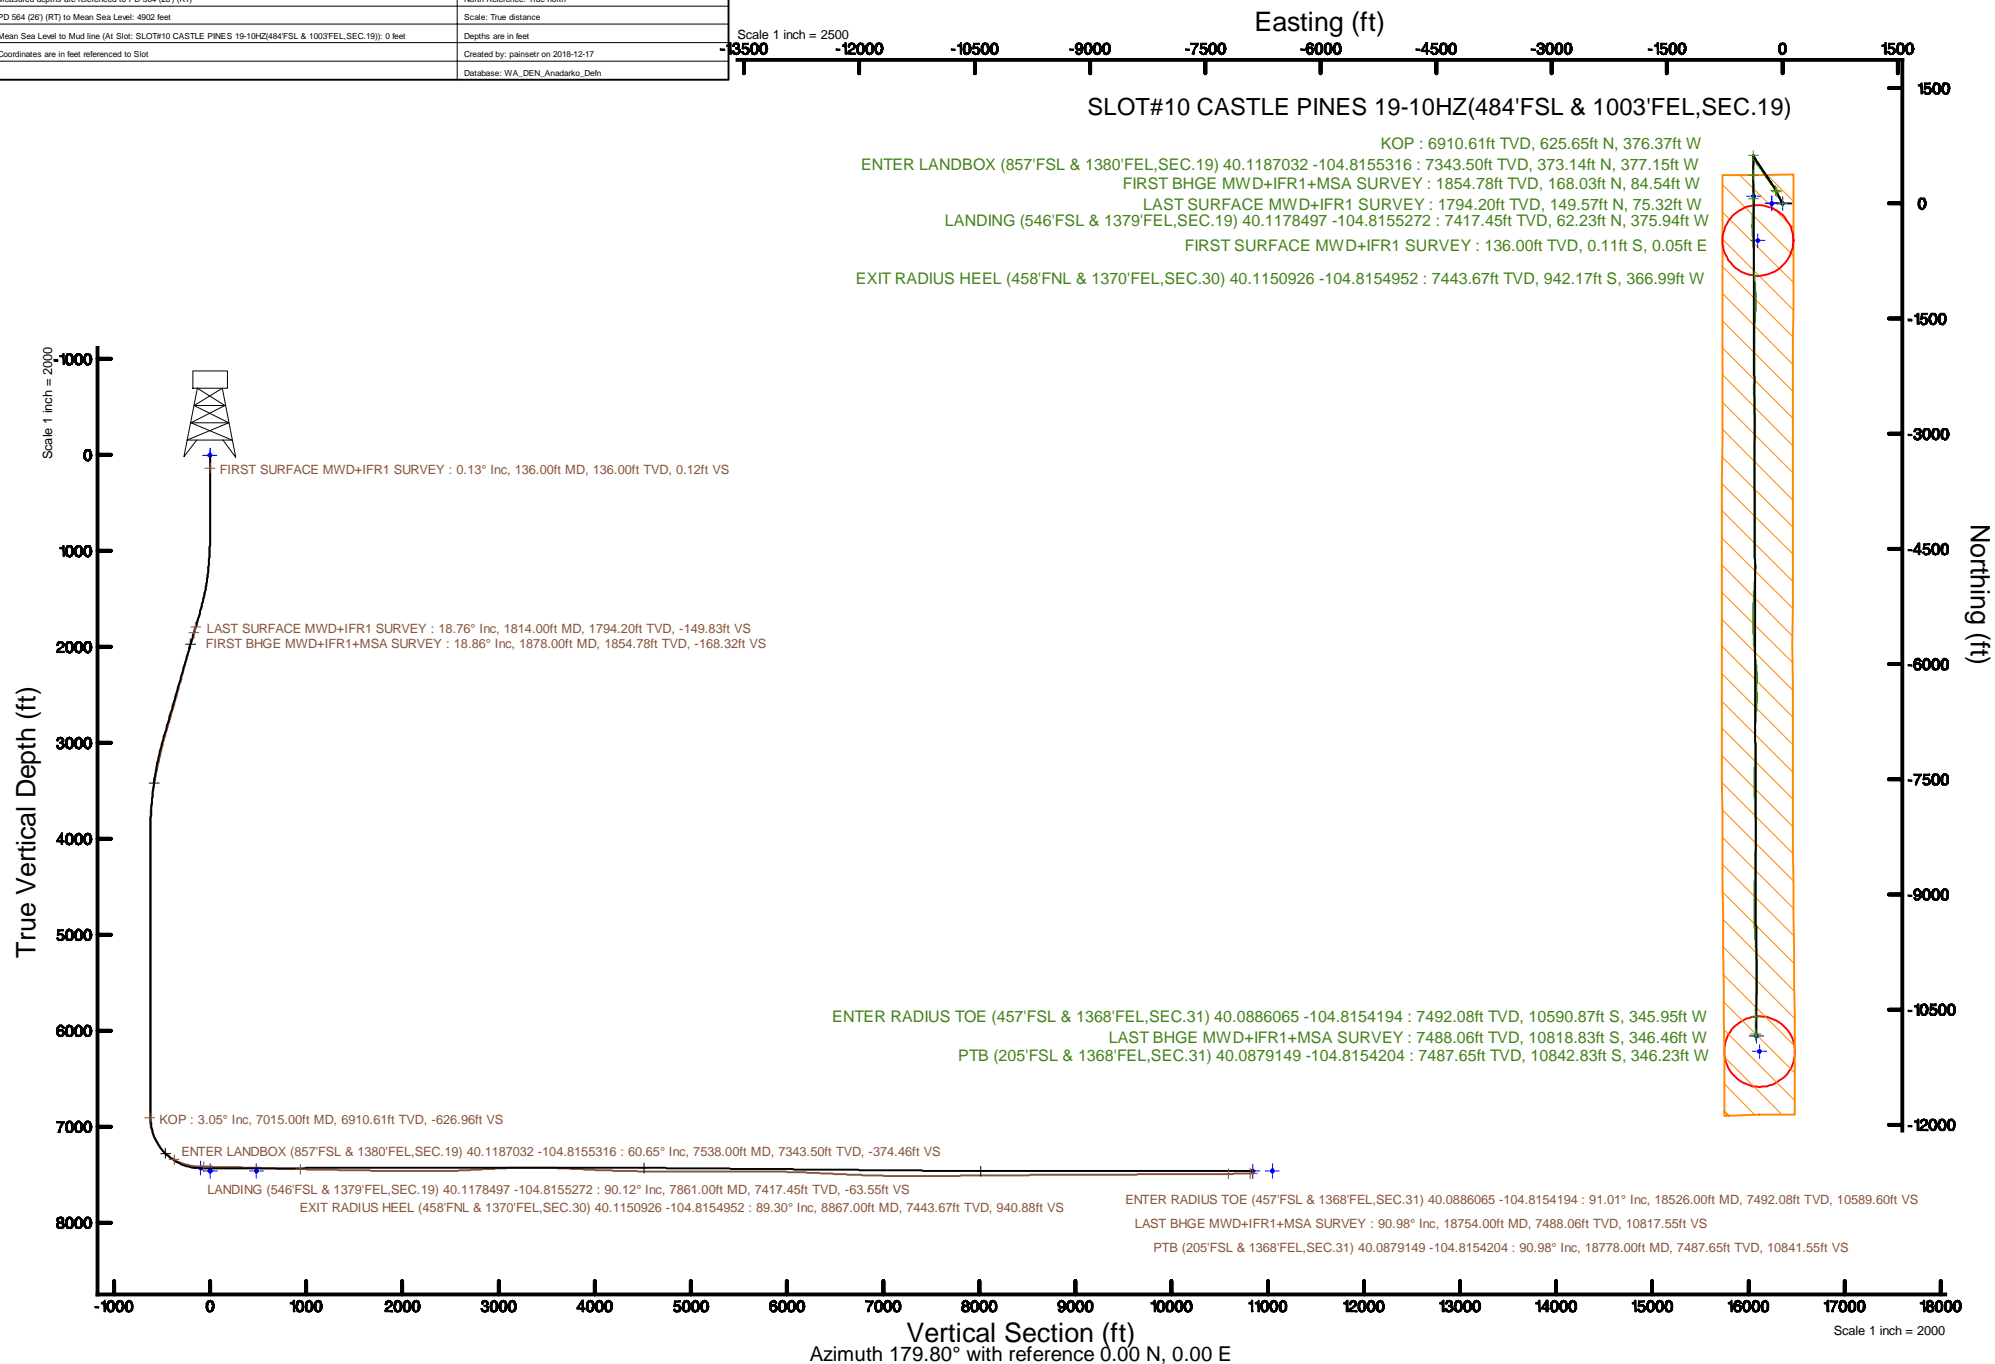 Measured depths are referenced to PD 564 (26') (RT)
North Reference: True north
PD 564 (26') (RT) to Mean Sea Level: 4902 feet
Scale: True distance
Mean Sea Level to Mud line (At Slot: SLOT#10 CASTLE PINES 19-10HZ(484'FSL & 1003'FEL,SEC.19)): 0 feet
Depths are in feet
Coordinates are in feet referenced to Slot
Created by: painsetr on 2018-12-17
Database: WA_DEN_Anadarko_Defn
Scale 1 inch = 2500
Easting (ft)
-13500 -12000 -10500 -9000 -7500 -6000 -4500 -3000 -1500 0 1500
SLOT#10 CASTLE PINES 19-10HZ(484'FSL & 1003'FEL,SEC.19)
KOP : 6910.61ft TVD, 625.65ft N, 376.37ft W
ENTER LANDBOX (857'FSL & 1380'FEL,SEC.19) 40.1187032 -104.8155316 : 7343.50ft TVD, 373.14ft N, 377.15ft W
FIRST BHGE MWD+IFR1+MSA SURVEY : 1854.78ft TVD, 168.03ft N, 84.54ft W
LAST SURFACE MWD+IFR1 SURVEY : 1794.20ft TVD, 149.57ft N, 75.32ft W
LANDING (546'FSL & 1379'FEL,SEC.19) 40.1178497 -104.8155272 : 7417.45ft TVD, 62.23ft N, 375.94ft W
FIRST SURFACE MWD+IFR1 SURVEY : 136.00ft TVD, 0.11ft S, 0.05ft E
EXIT RADIUS HEEL (458'FNL & 1370'FEL,SEC.30) 40.1150926 -104.8154952 : 7443.67ft TVD, 942.17ft S, 366.99ft W
ENTER RADIUS TOE (457'FSL & 1368'FEL,SEC.31) 40.0886065 -104.8154194 : 7492.08ft TVD, 10590.87ft S, 345.95ft W
LAST BHGE MWD+IFR1+MSA SURVEY : 7488.06ft TVD, 10818.83ft S, 346.46ft W
PTB (205'FSL & 1368'FEL,SEC.31) 40.0879149 -104.8154204 : 7487.65ft TVD, 10842.83ft S, 346.23ft W
1500
0
-1500
-3000
-4500
-6000
-7500
-9000
-10500
-12000
Northing (ft)
Scale 1 inch = 2000
True Vertical Depth (ft)
-1000
0
1000
2000
3000
4000
5000
6000
7000
8000
FIRST SURFACE MWD+IFR1 SURVEY : 0.13° Inc, 136.00ft MD, 136.00ft TVD, 0.12ft VS
LAST SURFACE MWD+IFR1 SURVEY : 18.76° Inc, 1814.00ft MD, 1794.20ft TVD, -149.83ft VS
FIRST BHGE MWD+IFR1+MSA SURVEY : 18.86° Inc, 1878.00ft MD, 1854.78ft TVD, -168.32ft VS
KOP : 3.05° Inc, 7015.00ft MD, 6910.61ft TVD, -626.96ft VS
ENTER LANDBOX (857'FSL & 1380'FEL,SEC.19) 40.1187032 -104.8155316 : 60.65° Inc, 7538.00ft MD, 7343.50ft TVD, -374.46ft VS
LANDING (546'FSL & 1379'FEL,SEC.19) 40.1178497 -104.8155272 : 90.12° Inc, 7861.00ft MD, 7417.45ft TVD, -63.55ft VS
EXIT RADIUS HEEL (458'FNL & 1370'FEL,SEC.30) 40.1150926 -104.8154952 : 89.30° Inc, 8867.00ft MD, 7443.67ft TVD, 940.88ft VS
ENTER RADIUS TOE (457'FSL & 1368'FEL,SEC.31) 40.0886065 -104.8154194 : 91.01° Inc, 18526.00ft MD, 7492.08ft TVD, 10589.60ft VS
LAST BHGE MWD+IFR1+MSA SURVEY : 90.98° Inc, 18754.00ft MD, 7488.06ft TVD, 10817.55ft VS
PTB (205'FSL & 1368'FEL,SEC.31) 40.0879149 -104.8154204 : 90.98° Inc, 18778.00ft MD, 7487.65ft TVD, 10841.55ft VS
-1000 0 1000 2000 3000 4000 5000 6000 7000 8000 9000 10000 11000 12000 13000 14000 15000 16000 17000 18000
Vertical Section (ft)
Scale 1 inch = 2000
Azimuth 179.80° with reference 0.00 N, 0.00 E